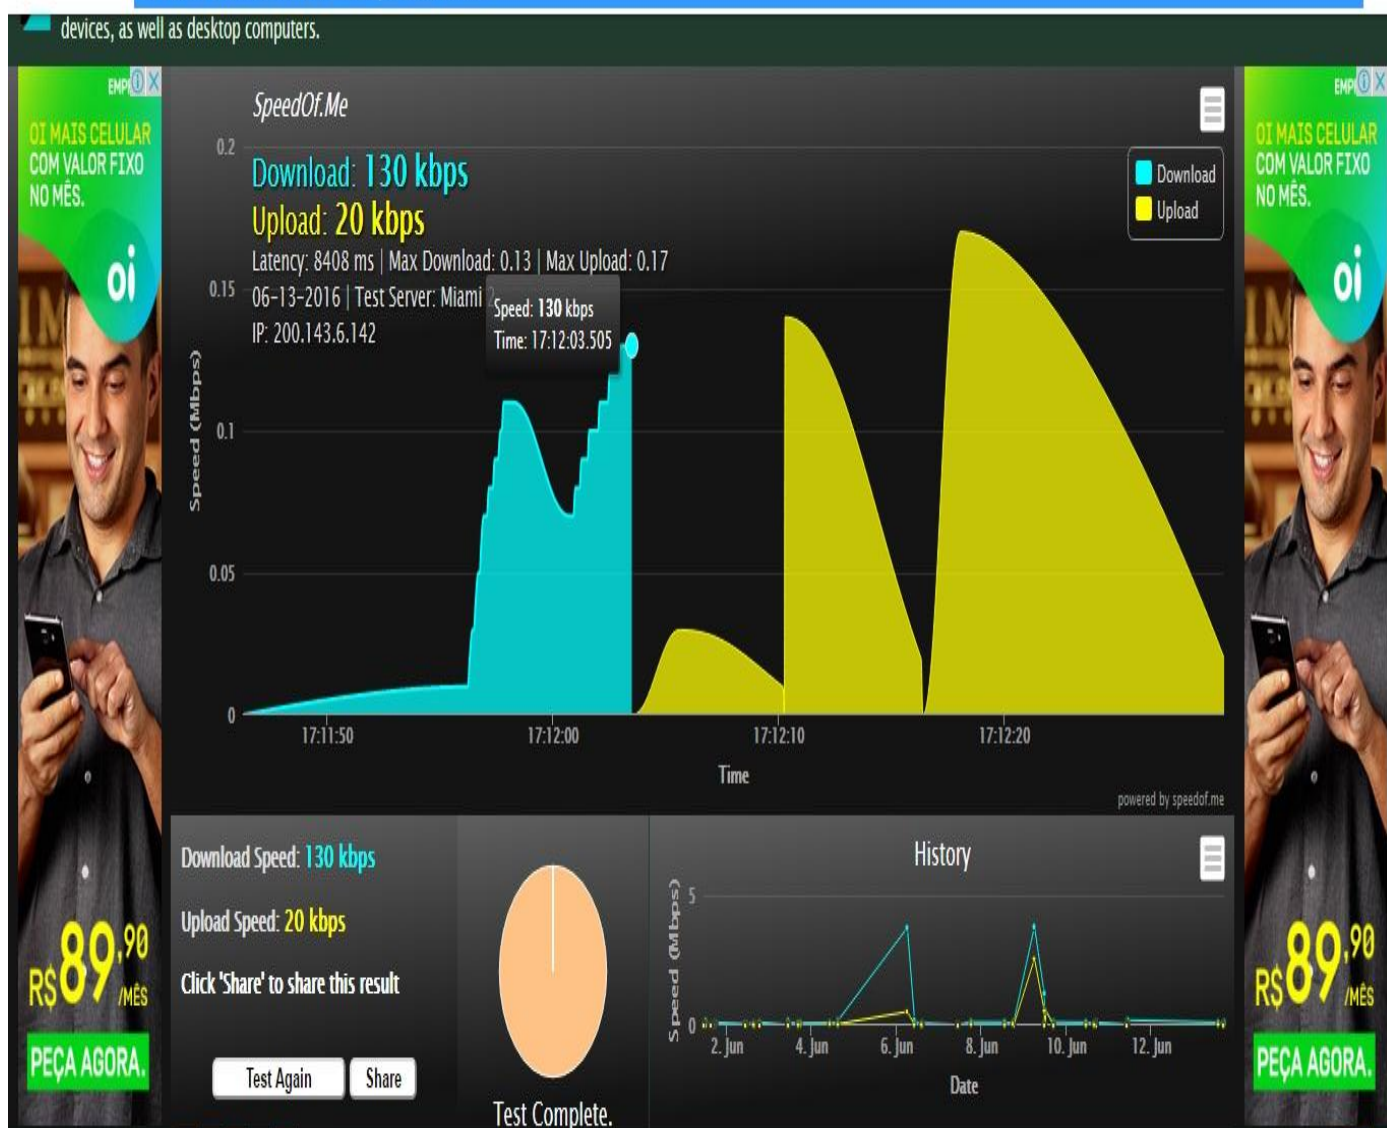 devices, as well as desktop computers.
OI MAIS CELULAR
COM VALOR FIXO
NO MÊS.
oi
R$89,90
/MÊS
PEÇA AGORA.
SpeedOf.Me
Download: 130 kbps
Upload: 20 kbps
Latency: 8408 ms | Max Download: 0.13 | Max Upload: 0.17
06-13-2016 | Test Server: Miami
IP: 200.143.6.142
Speed: 130 kbps
Time: 17:12:03.505
Download
Upload
Speed (Mbps)
0.2
0.15
0.1
0.05
0
17:11:50 17:12:00 17:12:10 17:12:20
Time
powered by speedof.me
Download Speed: 130 kbps
Upload Speed: 20 kbps
Click 'Share' to share this result
Test Again Share
Test Complete.
History
Speed (Mbps)
5
0
2. Jun 4. Jun 6. Jun 8. Jun 10. Jun 12. Jun
Date
OI MAIS CELULAR
COM VALOR FIXO
NO MÊS.
oi
R$89,90
/MÊS
PEÇA AGORA.